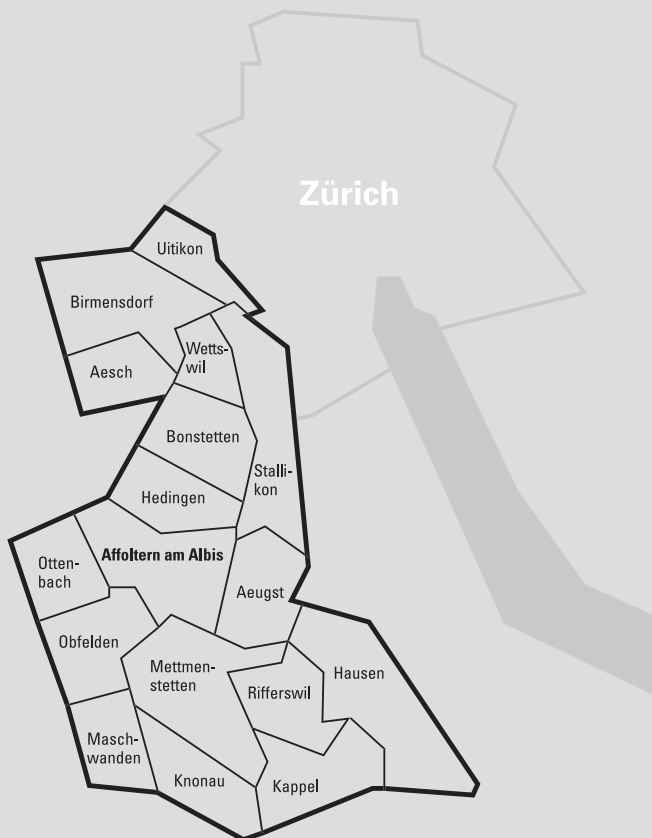 Zürich
Uitikon
Birmensdorf
Wetts-
wil
Aesch
Bonstetten
Stalli-
kon
Hedingen
Affoltern am Albis
Otten-
bach
Aeugst
Obfelden
Mettmen-
stetten
Hausen
Rifferswil
Masch-
wanden
Knonau
Kappel